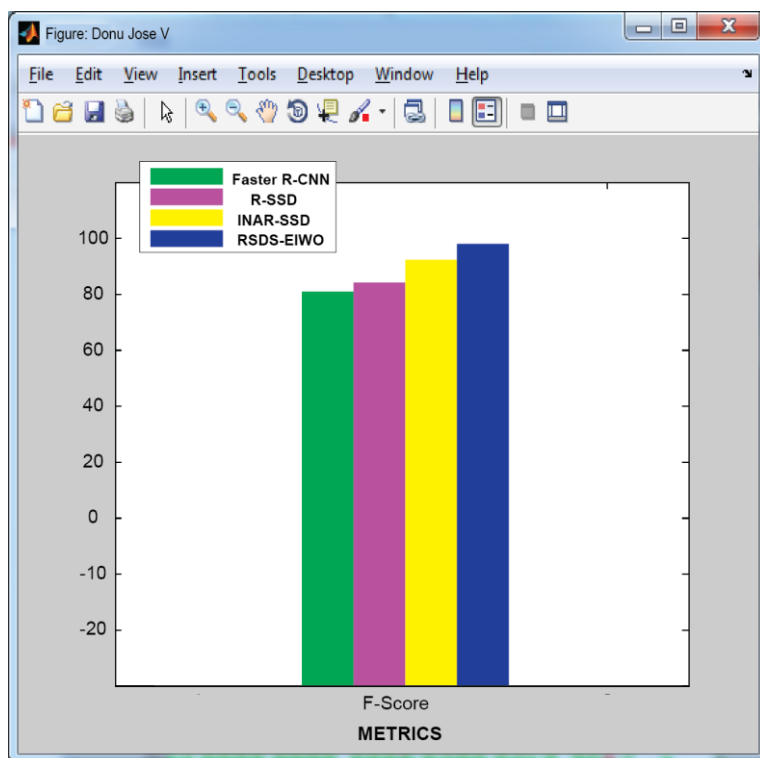 Figure: Donu Jose V
File Edit View Insert Tools Desktop Window Help
Faster R-CNN
R-SSD
INAR-SSD
RSDS-EIWO
100
80
60
40
20
0
-10
-20
F-Score
METRICS